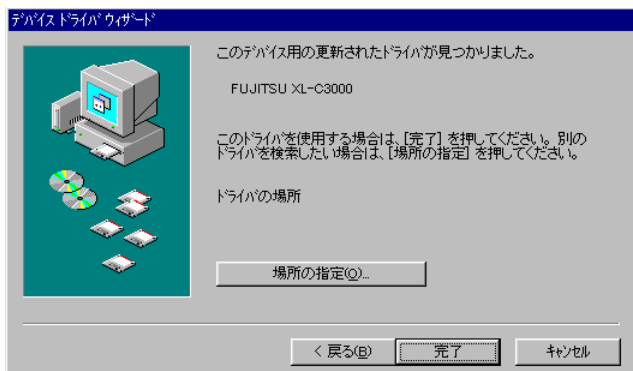 ﾃﾞﾊﾞｲｽ ﾄﾞﾗｲﾊﾞ ｳｨｻﾞｰﾄﾞ
このﾃﾞﾊﾞｲｽ用の更新されたﾄﾞﾗｲﾊﾞが見つかりました。
FUJITSU XL-C3000
このﾄﾞﾗｲﾊﾞを使用する場合は、[完了] を押してください。別の
ﾄﾞﾗｲﾊﾞを検索したい場合は、[場所の指定] を押してください。
ﾄﾞﾗｲﾊﾞの場所
場所の指定(O)...
< 戻る(B)
完了
ｷｬﾝｾﾙ